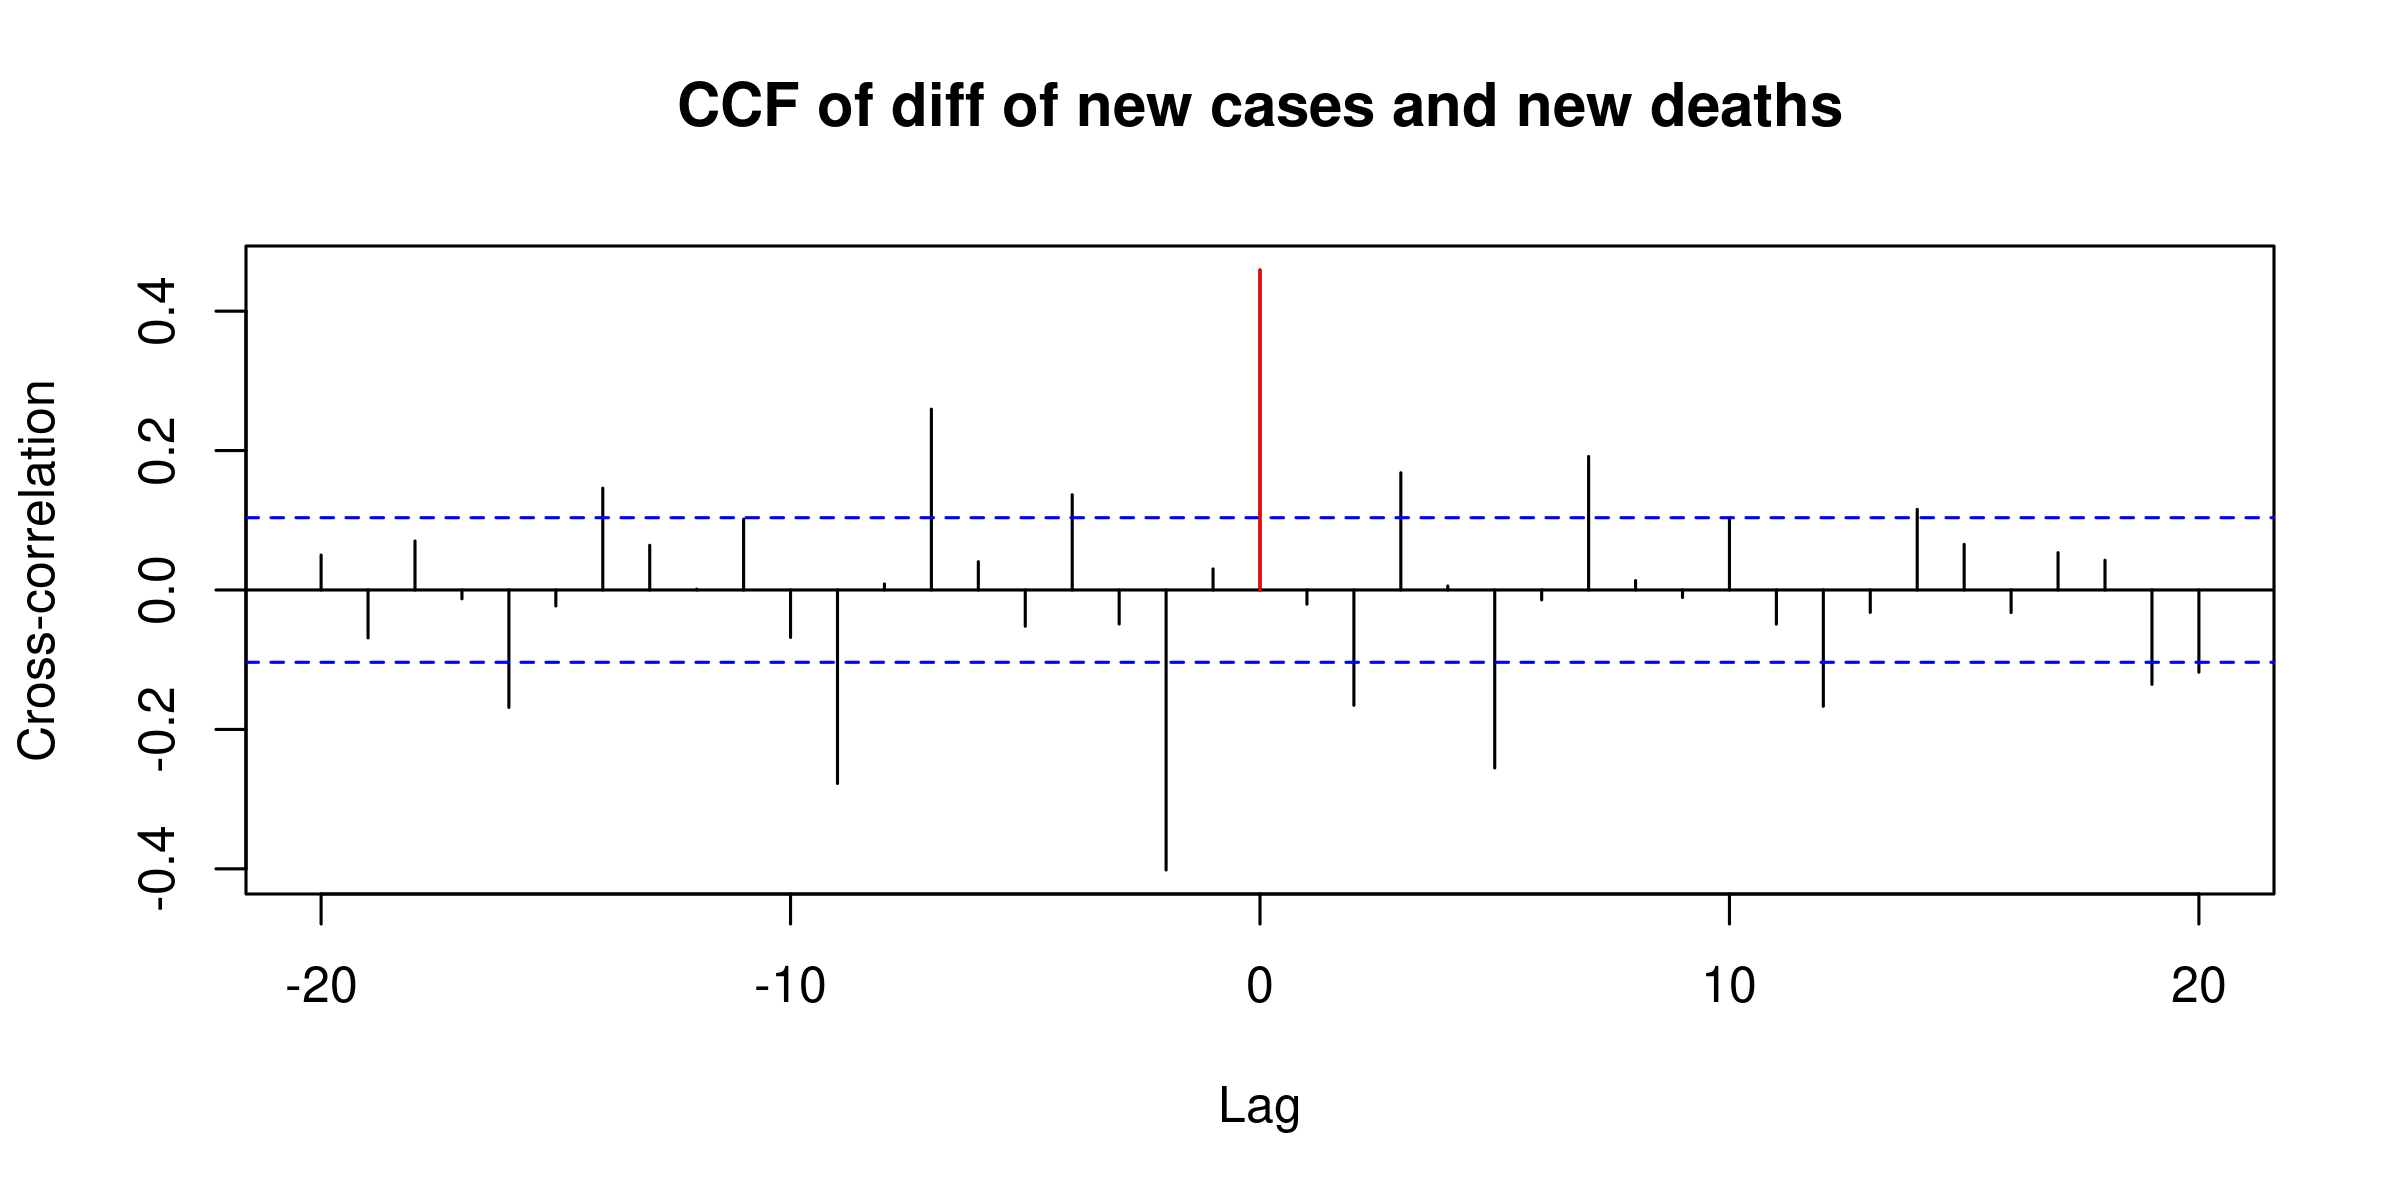 CCF of diff of new cases and new deaths
Cross-correlation
0.4
0.2
0.0
-0.2
-0.4
-20 -10 0 10 20
Lag